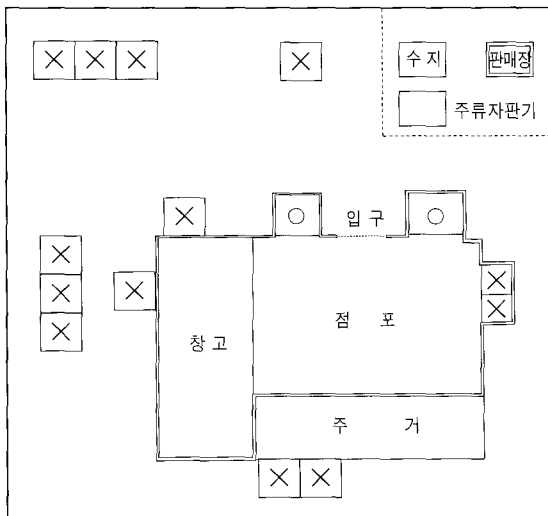 수 지
판매장
주류자판기
입 구
점 포
창 고
주 거